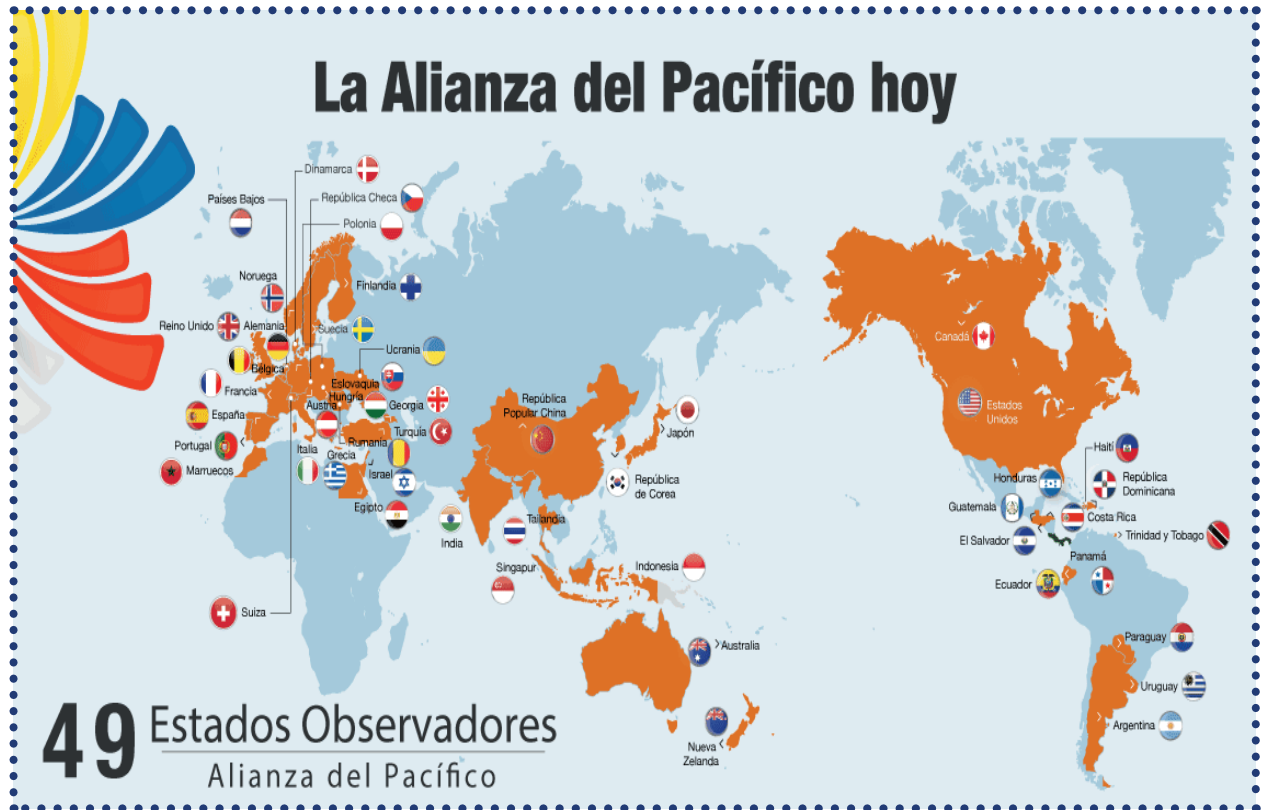 La Alianza del Pacífico hoy
Dinamarca
Países Bajos
República Checa
Polonia
Noruega
Finlandia
Reino Unido
Alemania
Suecia
Ucrania
Bélgica
Eslovaquia
Francia
Hungría
Austria
Georgia
España
Turquía
Portugal
Rumania
Italia
Grecia
Marruecos
Israel
Egipto
Suiza
República
Popular China
Japón
República
de Corea
India
Tailandia
Singapur
Indonesia
Australia
Nueva
Zelanda
Canadá
Estados
Unidos
Haití
Honduras
República
Dominicana
Guatemala
Costa Rica
El Salvador
Trinidad y Tobago
Panamá
Ecuador
Paraguay
Uruguay
Argentina
49 Estados Observadores
Alianza del Pacífico